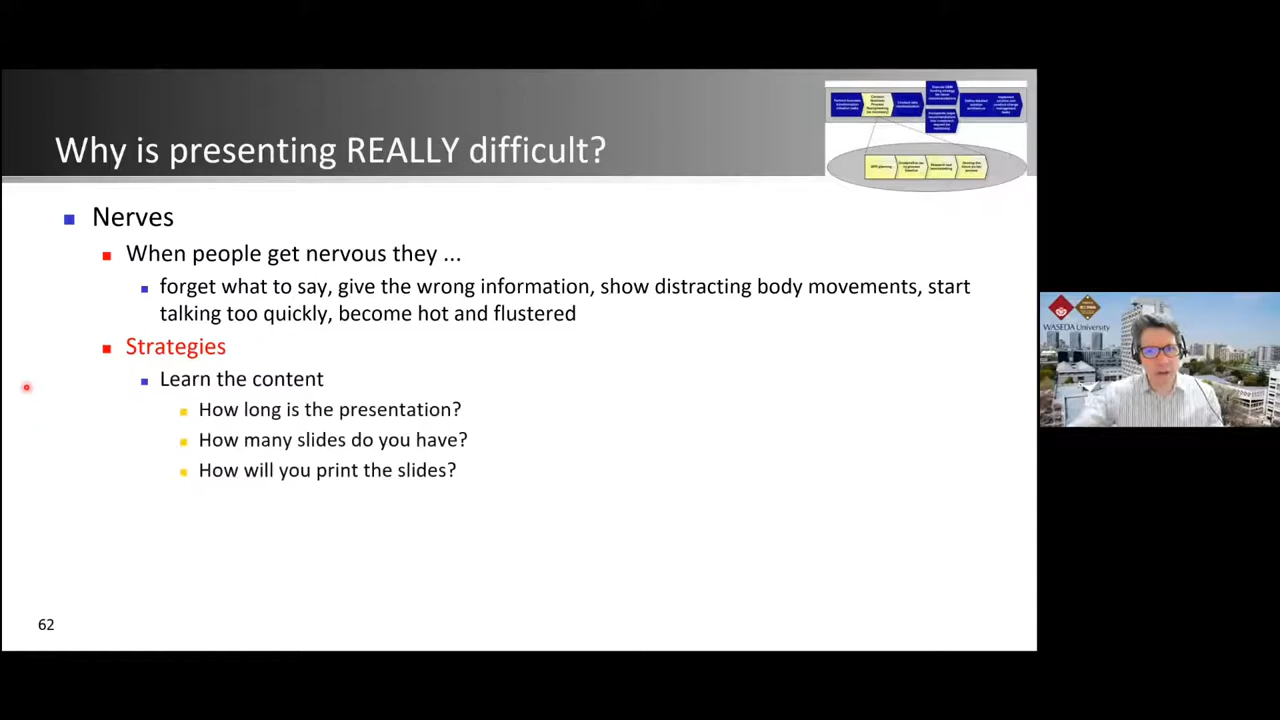 Why is presenting REALLY difficult?
Nerves
When people get nervous they ...
forget what to say, give the wrong information, show distracting body movements, start
talking too quickly, become hot and flustered
Strategies
Learn the content
How long is the presentation?
How many slides do you have?
How will you print the slides?
62
WASEDA University